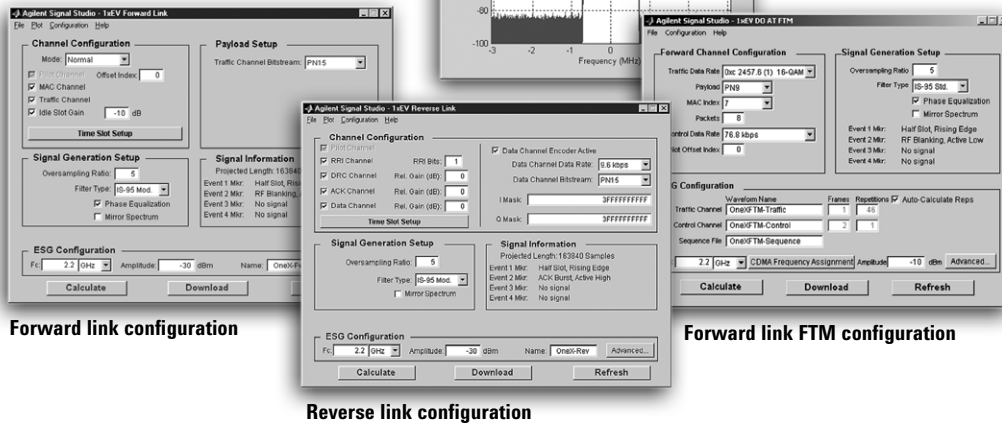 -80
-100
-3 -2 -1 0
Frequency (MHz)
Agilent Signal Studio - 1xEV Forward Link
File Plot Configuration Help
Channel Configuration
Mode: Normal
Pilot Channel Offset Index: 0
MAC Channel
Traffic Channel
Idle Slot Gain -10 dB
Time Slot Setup
Payload Setup
Traffic Channel Bitstream: PN15
Signal Generation Setup
Oversampling Ratio: 5
Filter Type: IS-95 Mod.
Phase Equalization
Mirror Spectrum
Signal Information
Projected Length: 163840
Event 1 Mkr: Half Slot, Risi
Event 2 Mkr: RF Blanking,
Event 3 Mkr: No signal
Event 4 Mkr: No signal
ESG Configuration
Fc: 2.2 GHz Amplitude: -30 dBm Name: OneX-F
Calculate Download
Forward link configuration
Agilent Signal Studio - 1xEV Reverse Link
File Plot Configuration Help
Channel Configuration
Pilot Channel
RRI Channel RRI Bits: 1
DRC Channel Rel. Gain (dB): 0
ACK Channel Rel. Gain (dB): 0
Data Channel Rel. Gain (dB): 0
Time Slot Setup
Data Channel Encoder Active
Data Channel Data Rate: 9.6 kbps
Data Channel Bitstream: PN15
I Mask: 3FFFFFFFFFF
Q Mask: 3FFFFFFFFFF
Signal Generation Setup
Oversampling Ratio: 5
Filter Type: IS-95 Mod.
Mirror Spectrum
Signal Information
Projected Length: 163840 Samples
Event 1 Mkr: Half Slot, Rising Edge
Event 2 Mkr: ACK Burst, Active High
Event 3 Mkr: No signal
Event 4 Mkr: No signal
ESG Configuration
Fc: 2.2 GHz Amplitude: -30 dBm Name: OneX-Rev Advanced...
Calculate Download Refresh
Reverse link configuration
Agilent Signal Studio - 1xEV DO AT FTM
File Configuration Help
Forward Channel Configuration
Traffic Data Rate 0xc 2457.6 (1) 16-QAM
Payload PN9
MAC Index 7
Packets 8
ontrol Data Rate 76.8 kbps
ilot Offset Index 0
Signal Generation Setup
Oversampling Ratio 5
Filter Type IS-95 Std.
Phase Equalization
Mirror Spectrum
Event 1 Mkr: Half Slot, Rising Edge
Event 2 Mkr: RF Blanking, Active Low
Event 3 Mkr: No signal
Event 4 Mkr: No signal
G Configuration
Waveform Name Frames Repetitions Auto-Calculate Reps
Traffic Channel OneXFTM-Traffic 1 46
Control Channel OneXFTM-Control 2 1
Sequence File OneXFTM-Sequence
2.2 GHz CDMA Frequency Assignment Amplitude -10 dBm Advanced...
Calculate Download Refresh
Forward link FTM configuration